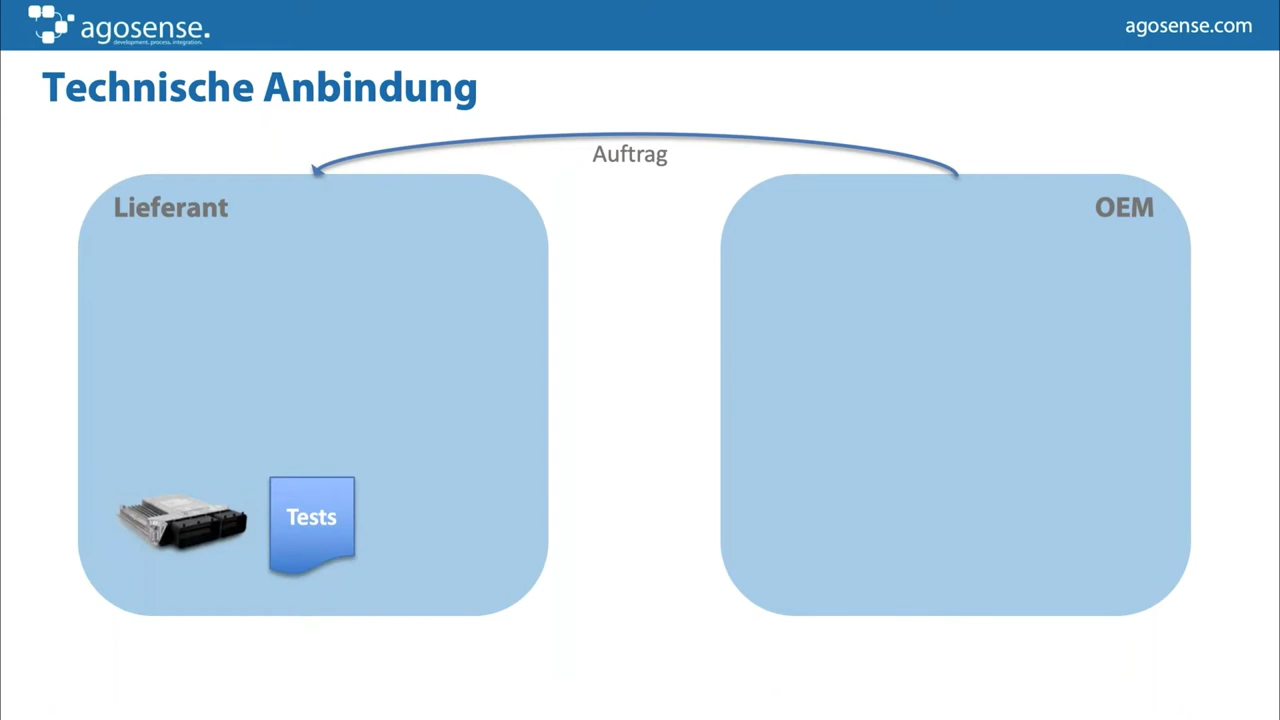 agosense.
development. process. integration.
agosense.com
Technische Anbindung
Auftrag
Lieferant
OEM
Tests